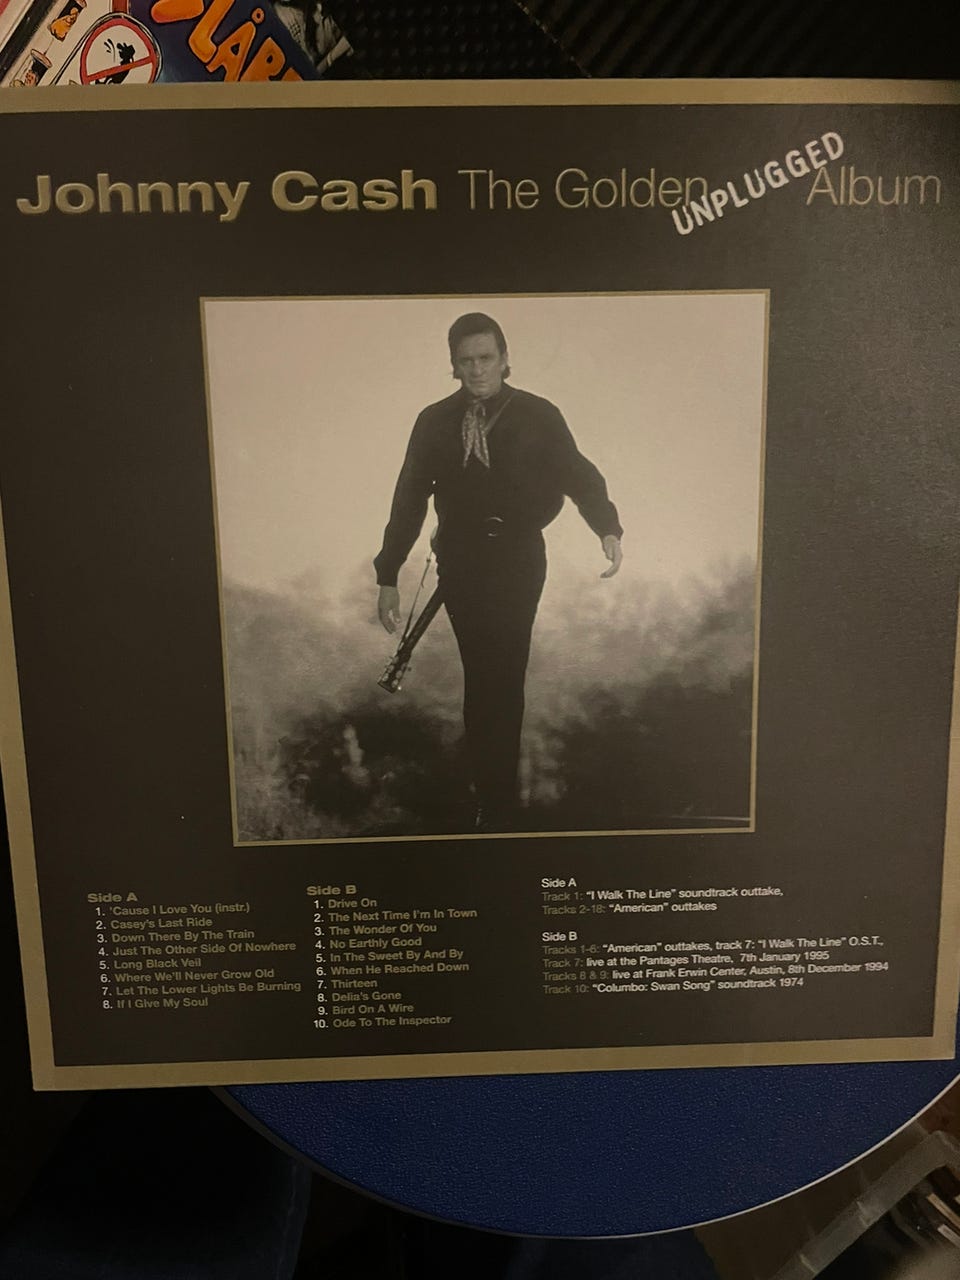 LÅR
Johnny Cash The Golden UNPLUGGED Album
Side A
1. 'Cause I Love You (instr.)
2. Casey's Last Ride
3. Down There By The Train
4. Just The Other Side Of Nowhere
5. Long Black Veil
6. Where We'll Never Grow Old
7. Let The Lower Lights Be Burning
8. If I Give My Soul
Side B
1. Drive On
2. The Next Time I'm In Town
3. The Wonder Of You
4. No Earthly Good
5. In The Sweet By And By
6. When He Reached Down
7. Thirteen
8. Delia's Gone
9. Bird On A Wire
10. Ode To The Inspector
Side A
Track 1: "I Walk The Line" soundtrack outtake,
Tracks 2-18: "American" outtakes
Side B
Tracks 1-6: "American" outtakes, track 7: "I Walk The Line" O.S.T.,
Track 7: live at the Pantages Theatre, 7th January 1995
Tracks 8 & 9: live at Frank Erwin Center, Austin, 8th December 1994
Track 10: "Columbo: Swan Song" soundtrack 1974